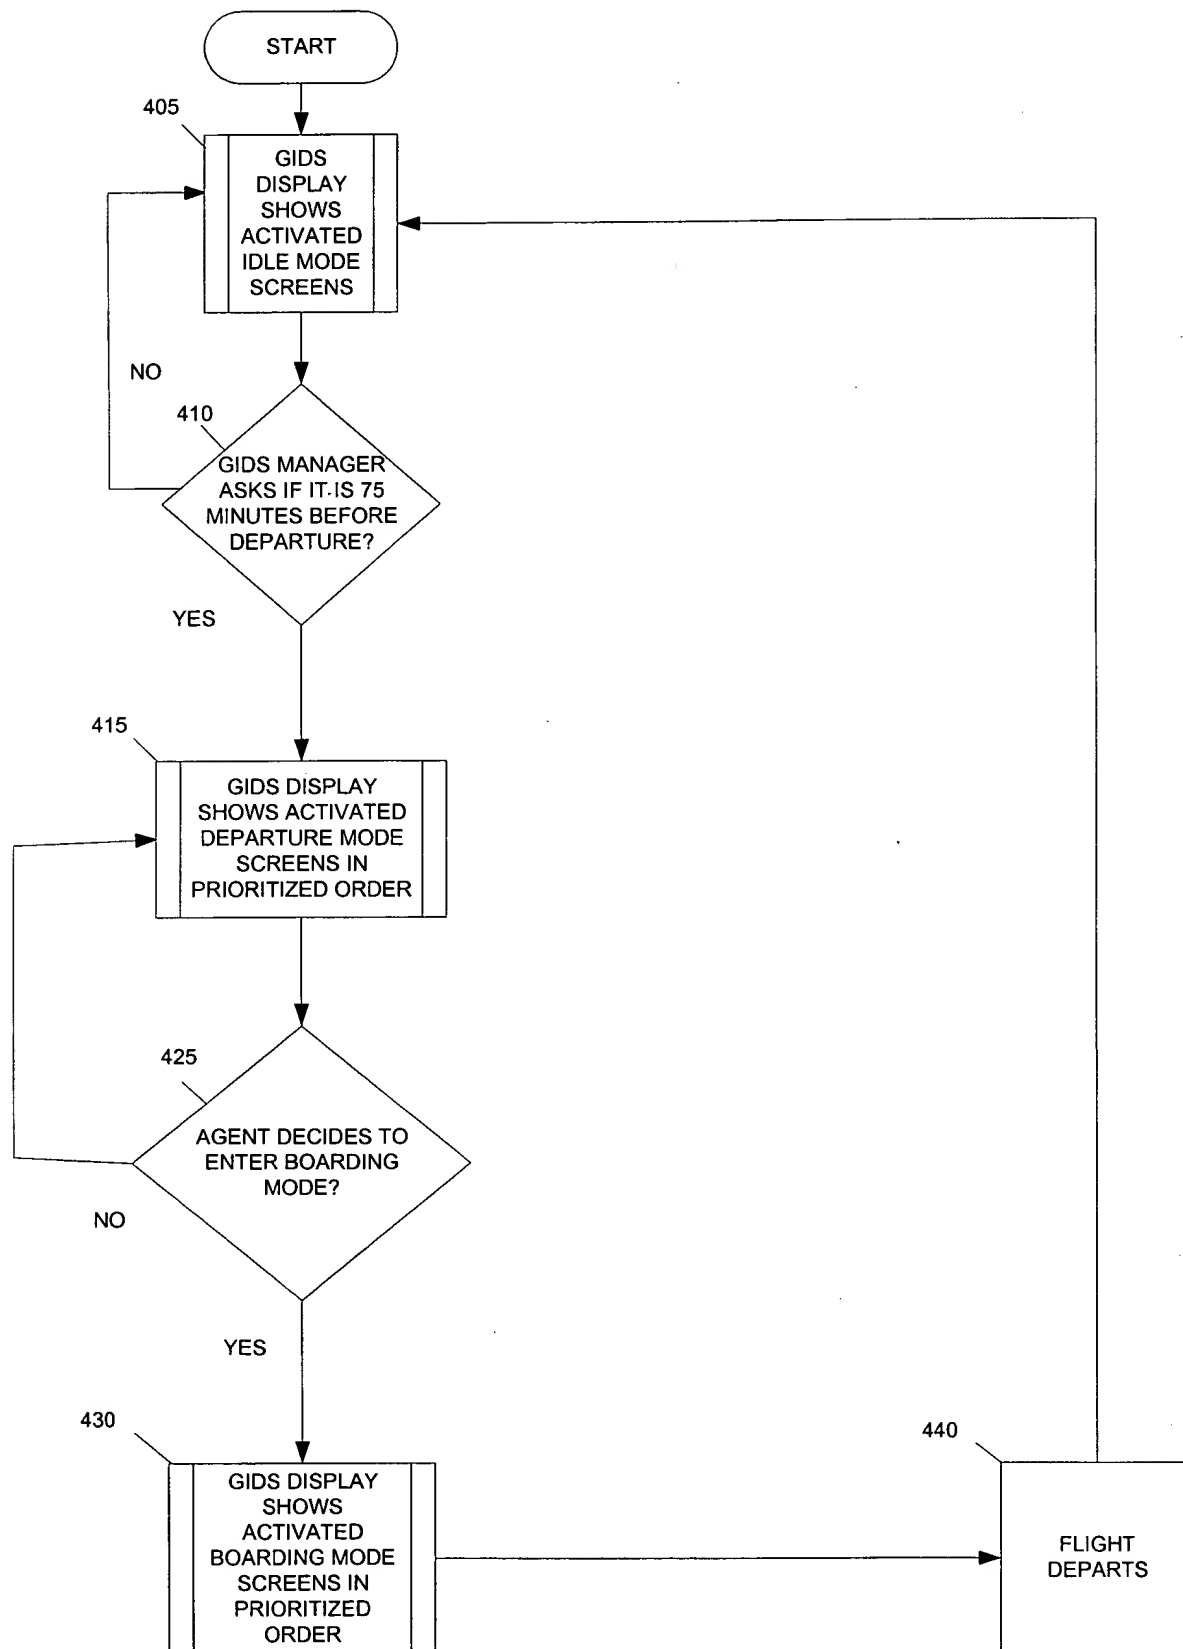 START
405
GIDS
DISPLAY
SHOWS
ACTIVATED
IDLE MODE
SCREENS
NO
410
GIDS MANAGER
ASKS IF IT IS 75
MINUTES BEFORE
DEPARTURE?
YES
415
GIDS DISPLAY
SHOWS ACTIVATED
DEPARTURE MODE
SCREENS IN
PRIORITIZED ORDER
425
AGENT DECIDES TO
ENTER BOARDING
MODE?
NO
YES
430
GIDS DISPLAY
SHOWS
ACTIVATED
BOARDING MODE
SCREENS IN
PRIORITIZED
ORDER
440
FLIGHT
DEPARTS